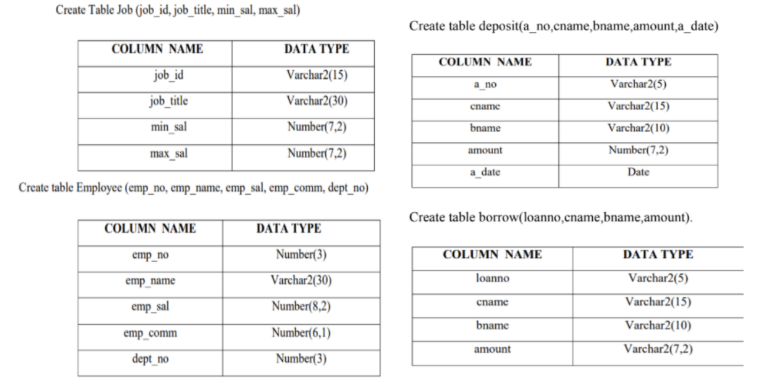 Create Table Job (job_id, job_title, min_sal, max_sal)
COLUMN NAME DATA TYPE
job_id Varchar2(15)
job_title Varchar2(30)
min_sal Number(7,2)
max_sal Number(7,2)
Create table Employee (emp_no, emp_name, emp_sal, emp_comm, dept_no)
COLUMN NAME DATA TYPE
emp_no Number(3)
emp_name Varchar2(30)
emp_sal Number(8,2)
emp_comm Number(6,1)
dept_no Number(3)
Create table deposit(a_no,cname,bname,amount,a_date)
COLUMN NAME DATA TYPE
a_no Varchar2(5)
cname Varchar2(15)
bname Varchar2(10)
amount Number(7,2)
a_date Date
Create table borrow(loanno,cname,bname,amount).
COLUMN NAME DATA TYPE
loanno Varchar2(5)
cname Varchar2(15)
bname Varchar2(10)
amount Varchar2(7,2)